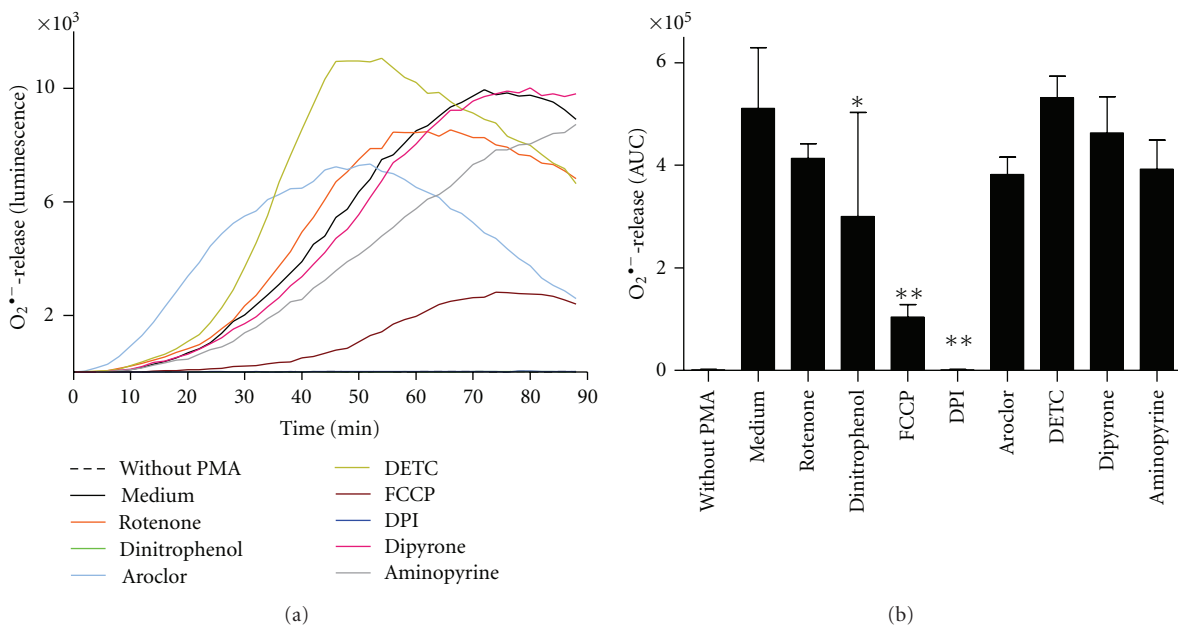 ×10³
10
6
2
O₂•⁻-release (luminescence)
0 10 20 30 40 50 60 70 80 90
Time (min)
Without PMA
Medium
Rotenone
Dinitrophenol
Aroclor
DETC
FCCP
DPI
Dipyrone
Aminopyrine
(a)
×10⁵
6
4
2
0
O₂•⁻-release (AUC)
*
**
**
Without PMA
Medium
Rotenone
Dinitrophenol
FCCP
DPI
Aroclor
DETC
Dipyrone
Aminopyrine
(b)